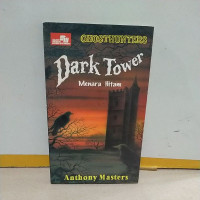 GHOSTHUNTERS
Dark Tower
Menara Hitam
Anthony Masters